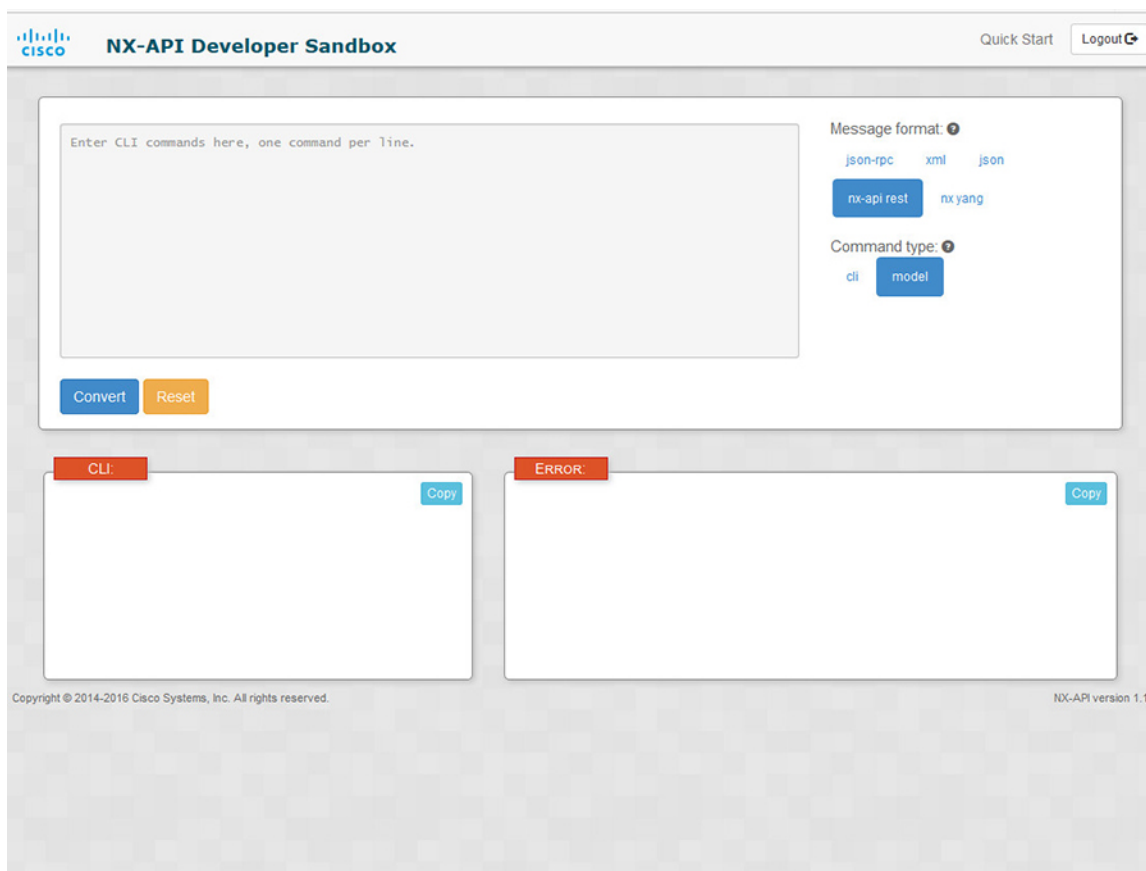 CISCO
NX-API Developer Sandbox
Quick Start
Logout
Enter CLI commands here, one command per line.
Message format:
json-rpc xml json
nx-api rest nx yang
Command type:
cli model
Convert Reset
CLI:
Copy
ERROR:
Copy
Copyright © 2014-2016 Cisco Systems, Inc. All rights reserved.
NX-API version 1.1